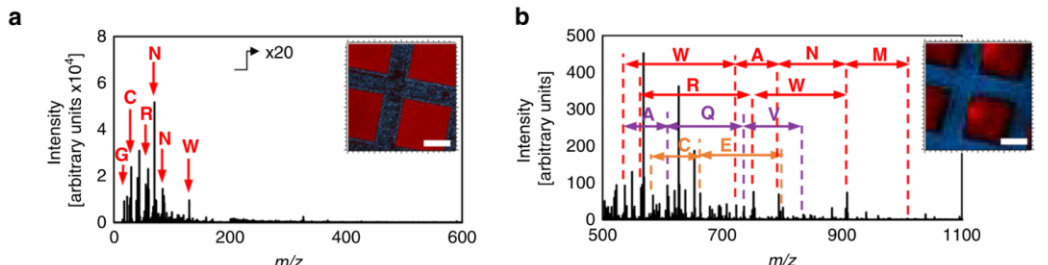 a
Intensity
[arbitrary units x10⁴]
8
6
4
2
0
0
200
400
600
m/z
x20
G
C
R
N
N
W
b
Intensity
[arbitrary units]
500
400
300
200
100
0
500
700
900
1100
m/z
W A N M
R W
A Q V
C E